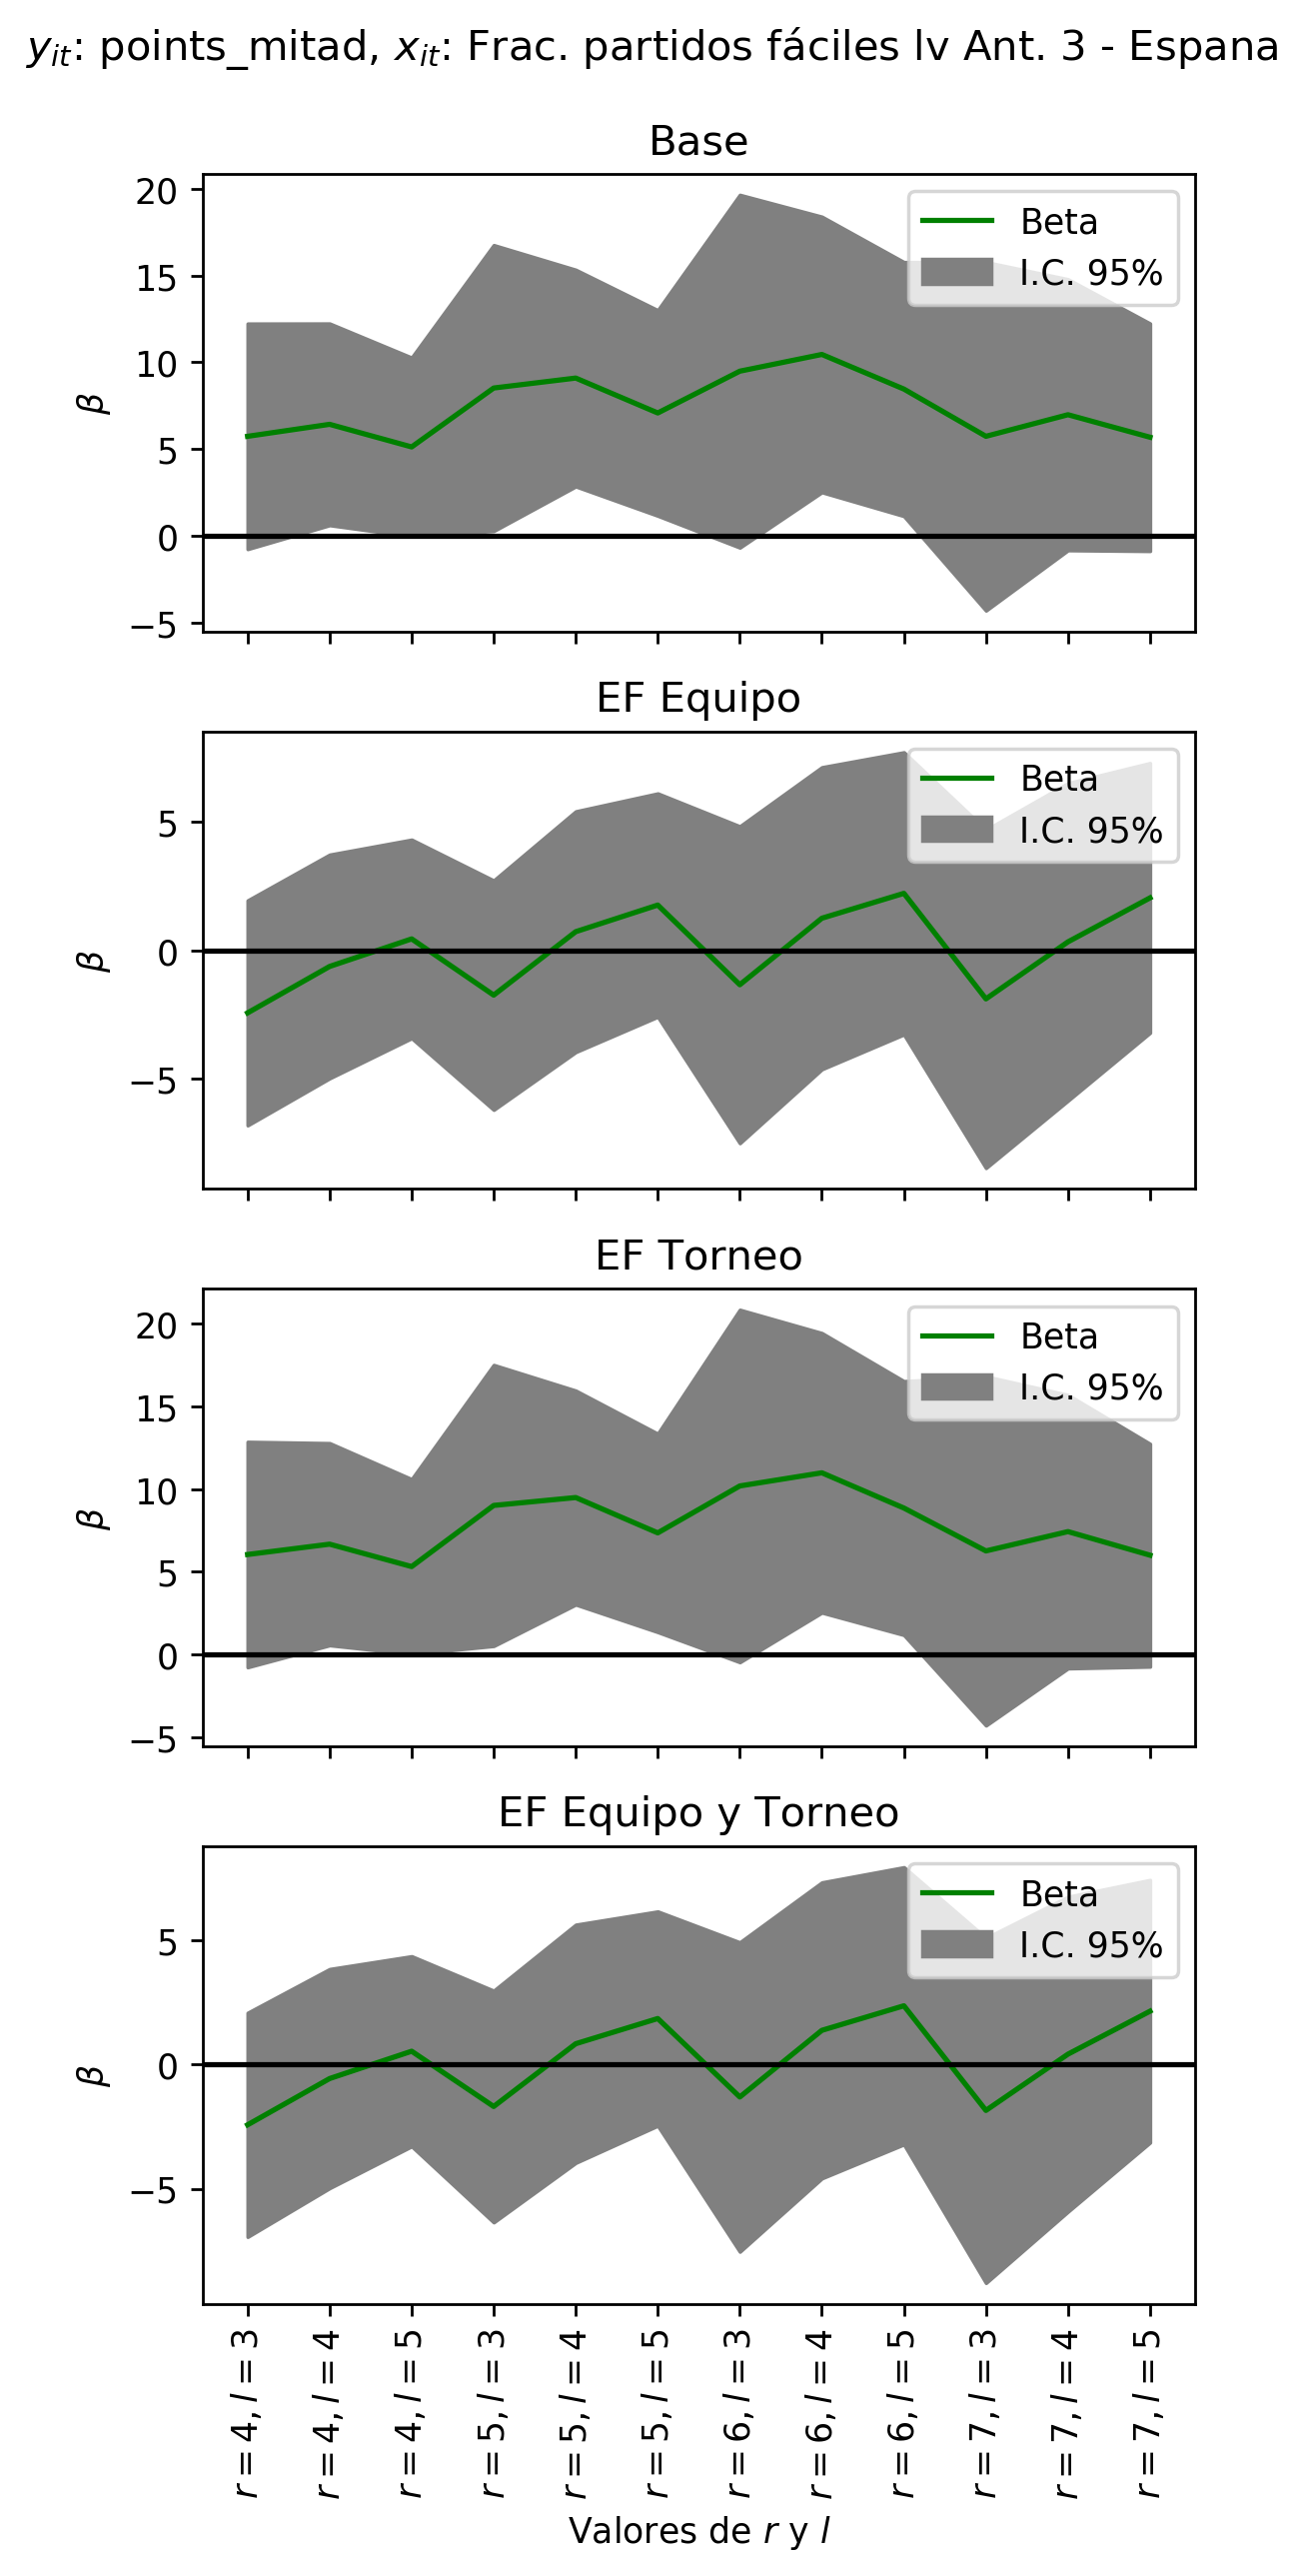 y_it: points_mitad, x_it: Frac. partidos fáciles lv Ant. 3 - Espana
Base
20
15
10
5
0
−5
β
Beta
I.C. 95%
EF Equipo
5
0
−5
β
Beta
I.C. 95%
EF Torneo
20
15
10
5
0
−5
β
Beta
I.C. 95%
EF Equipo y Torneo
5
0
−5
β
Beta
I.C. 95%
r = 4, l = 3
r = 4, l = 4
r = 4, l = 5
r = 5, l = 3
r = 5, l = 4
r = 5, l = 5
r = 6, l = 3
r = 6, l = 4
r = 6, l = 5
r = 7, l = 3
r = 7, l = 4
r = 7, l = 5
Valores de r y l